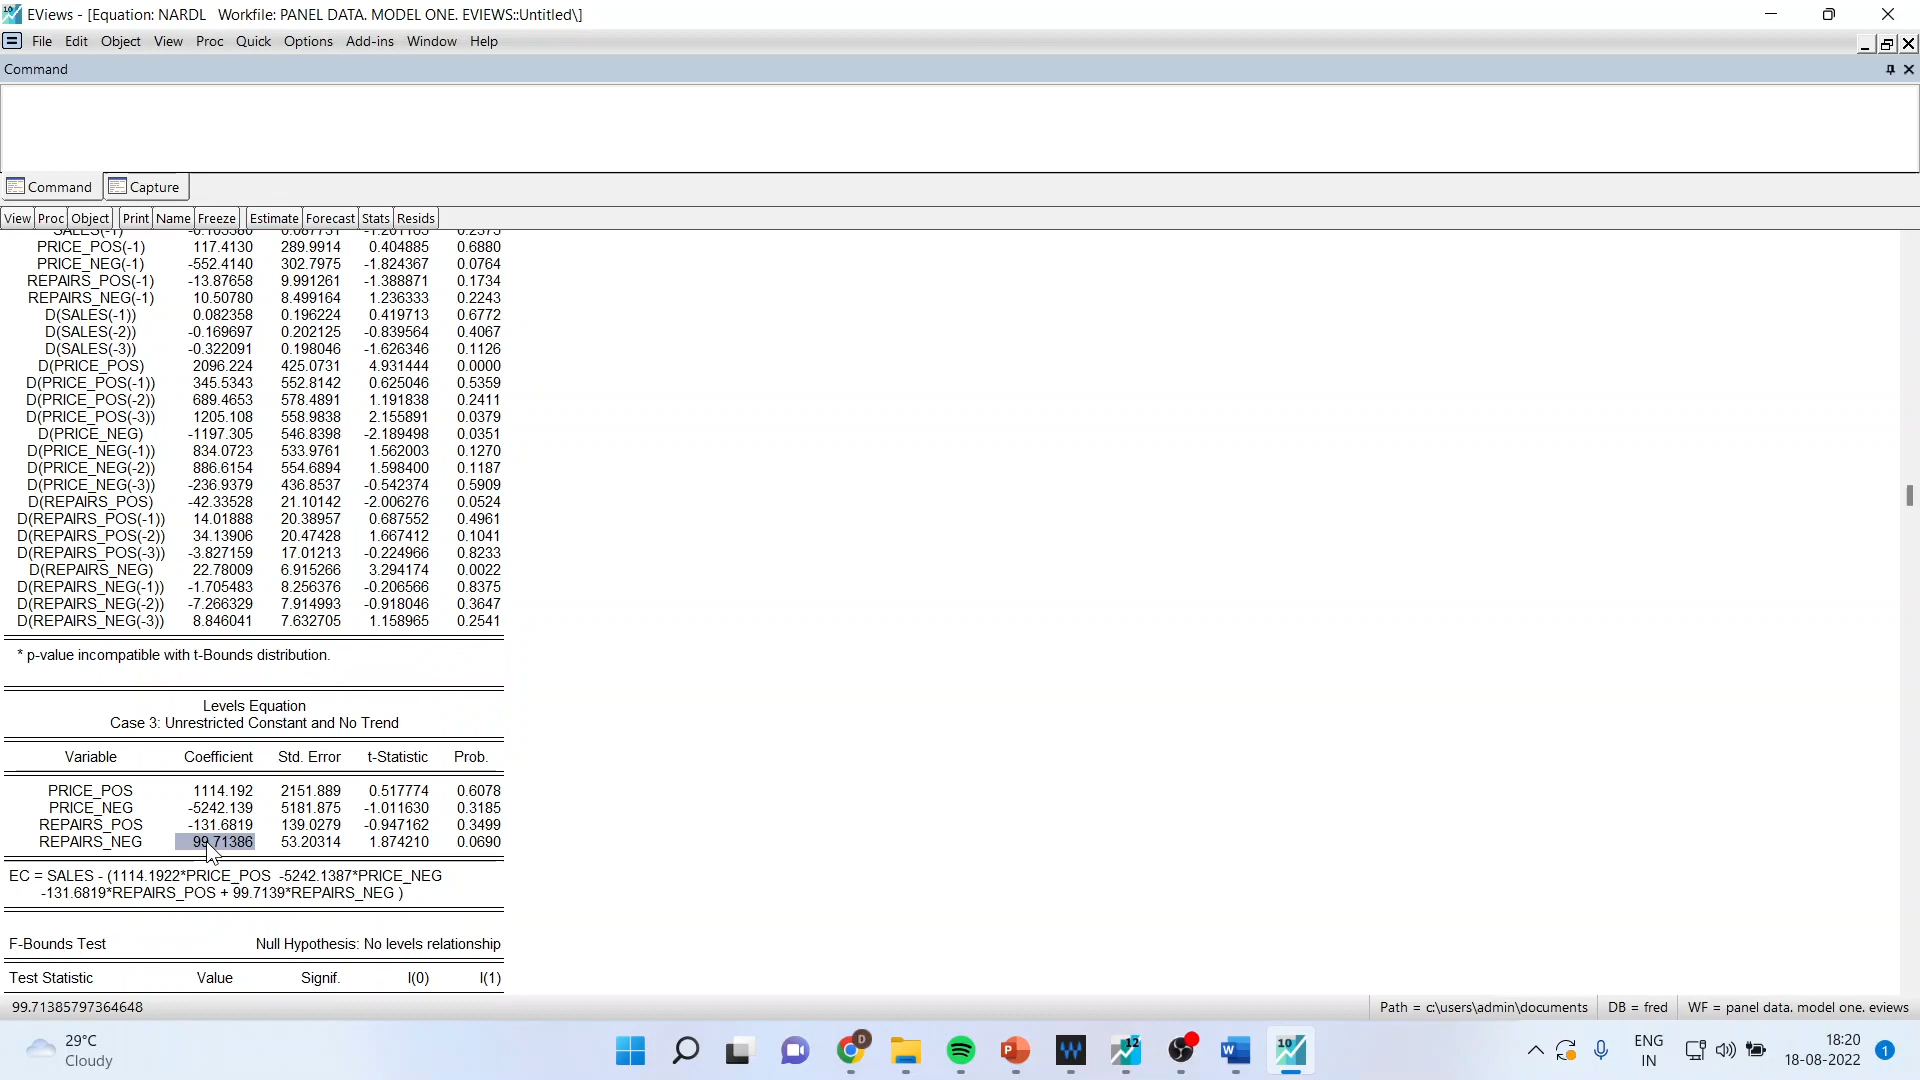 EViews - [Equation: NARDL   Workfile: PANEL DATA. MODEL ONE. EVIEWS::Untitled\]
File Edit Object View Proc Quick Options Add-ins Window Help
Command
Command Capture
View Proc Object Print Name Freeze Estimate Forecast Stats Resids
SALES(-1) -0.105380 0.087731 -1.201165 0.2375
PRICE_POS(-1) 117.4130 289.9914 0.404885 0.6880
PRICE_NEG(-1) -552.4140 302.7975 -1.824367 0.0764
REPAIRS_POS(-1) -13.87658 9.991261 -1.388871 0.1734
REPAIRS_NEG(-1) 10.50780 8.499164 1.236333 0.2243
D(SALES(-1)) 0.082358 0.196224 0.419713 0.6772
D(SALES(-2)) -0.169697 0.202125 -0.839564 0.4067
D(SALES(-3)) -0.322091 0.198046 -1.626346 0.1126
D(PRICE_POS) 2096.224 425.0731 4.931444 0.0000
D(PRICE_POS(-1)) 345.5343 552.8142 0.625046 0.5359
D(PRICE_POS(-2)) 689.4653 578.4891 1.191838 0.2411
D(PRICE_POS(-3)) 1205.108 558.9838 2.155891 0.0379
D(PRICE_NEG) -1197.305 546.8398 -2.189498 0.0351
D(PRICE_NEG(-1)) 834.0723 533.9761 1.562003 0.1270
D(PRICE_NEG(-2)) 886.6154 554.6894 1.598400 0.1187
D(PRICE_NEG(-3)) -236.9379 436.8537 -0.542374 0.5909
D(REPAIRS_POS) -42.33528 21.10142 -2.006276 0.0524
D(REPAIRS_POS(-1)) 14.01888 20.38957 0.687552 0.4961
D(REPAIRS_POS(-2)) 34.13906 20.47428 1.667412 0.1041
D(REPAIRS_POS(-3)) -3.827159 17.01213 -0.224966 0.8233
D(REPAIRS_NEG) 22.78009 6.915266 3.294174 0.0022
D(REPAIRS_NEG(-1)) -1.705483 8.256376 -0.206566 0.8375
D(REPAIRS_NEG(-2)) -7.266329 7.914993 -0.918046 0.3647
D(REPAIRS_NEG(-3)) 8.846041 7.632705 1.158965 0.2541
* p-value incompatible with t-Bounds distribution.
Levels Equation
Case 3: Unrestricted Constant and No Trend
Variable Coefficient Std. Error t-Statistic Prob.
PRICE_POS 1114.192 2151.889 0.517774 0.6078
PRICE_NEG -5242.139 5181.875 -1.011630 0.3185
REPAIRS_POS -131.6819 139.0279 -0.947162 0.3499
REPAIRS_NEG 99.71386 53.20314 1.874210 0.0690
EC = SALES - (1114.1922*PRICE_POS -5242.1387*PRICE_NEG
-131.6819*REPAIRS_POS + 99.7139*REPAIRS_NEG )
F-Bounds Test Null Hypothesis: No levels relationship
Test Statistic Value Signif. I(0) I(1)
99.71385797364648 Path = c:\users\admin\documents DB = fred WF = panel data. model one. eviews
29°C
Cloudy
ENG
IN
18:20
18-08-2022
1